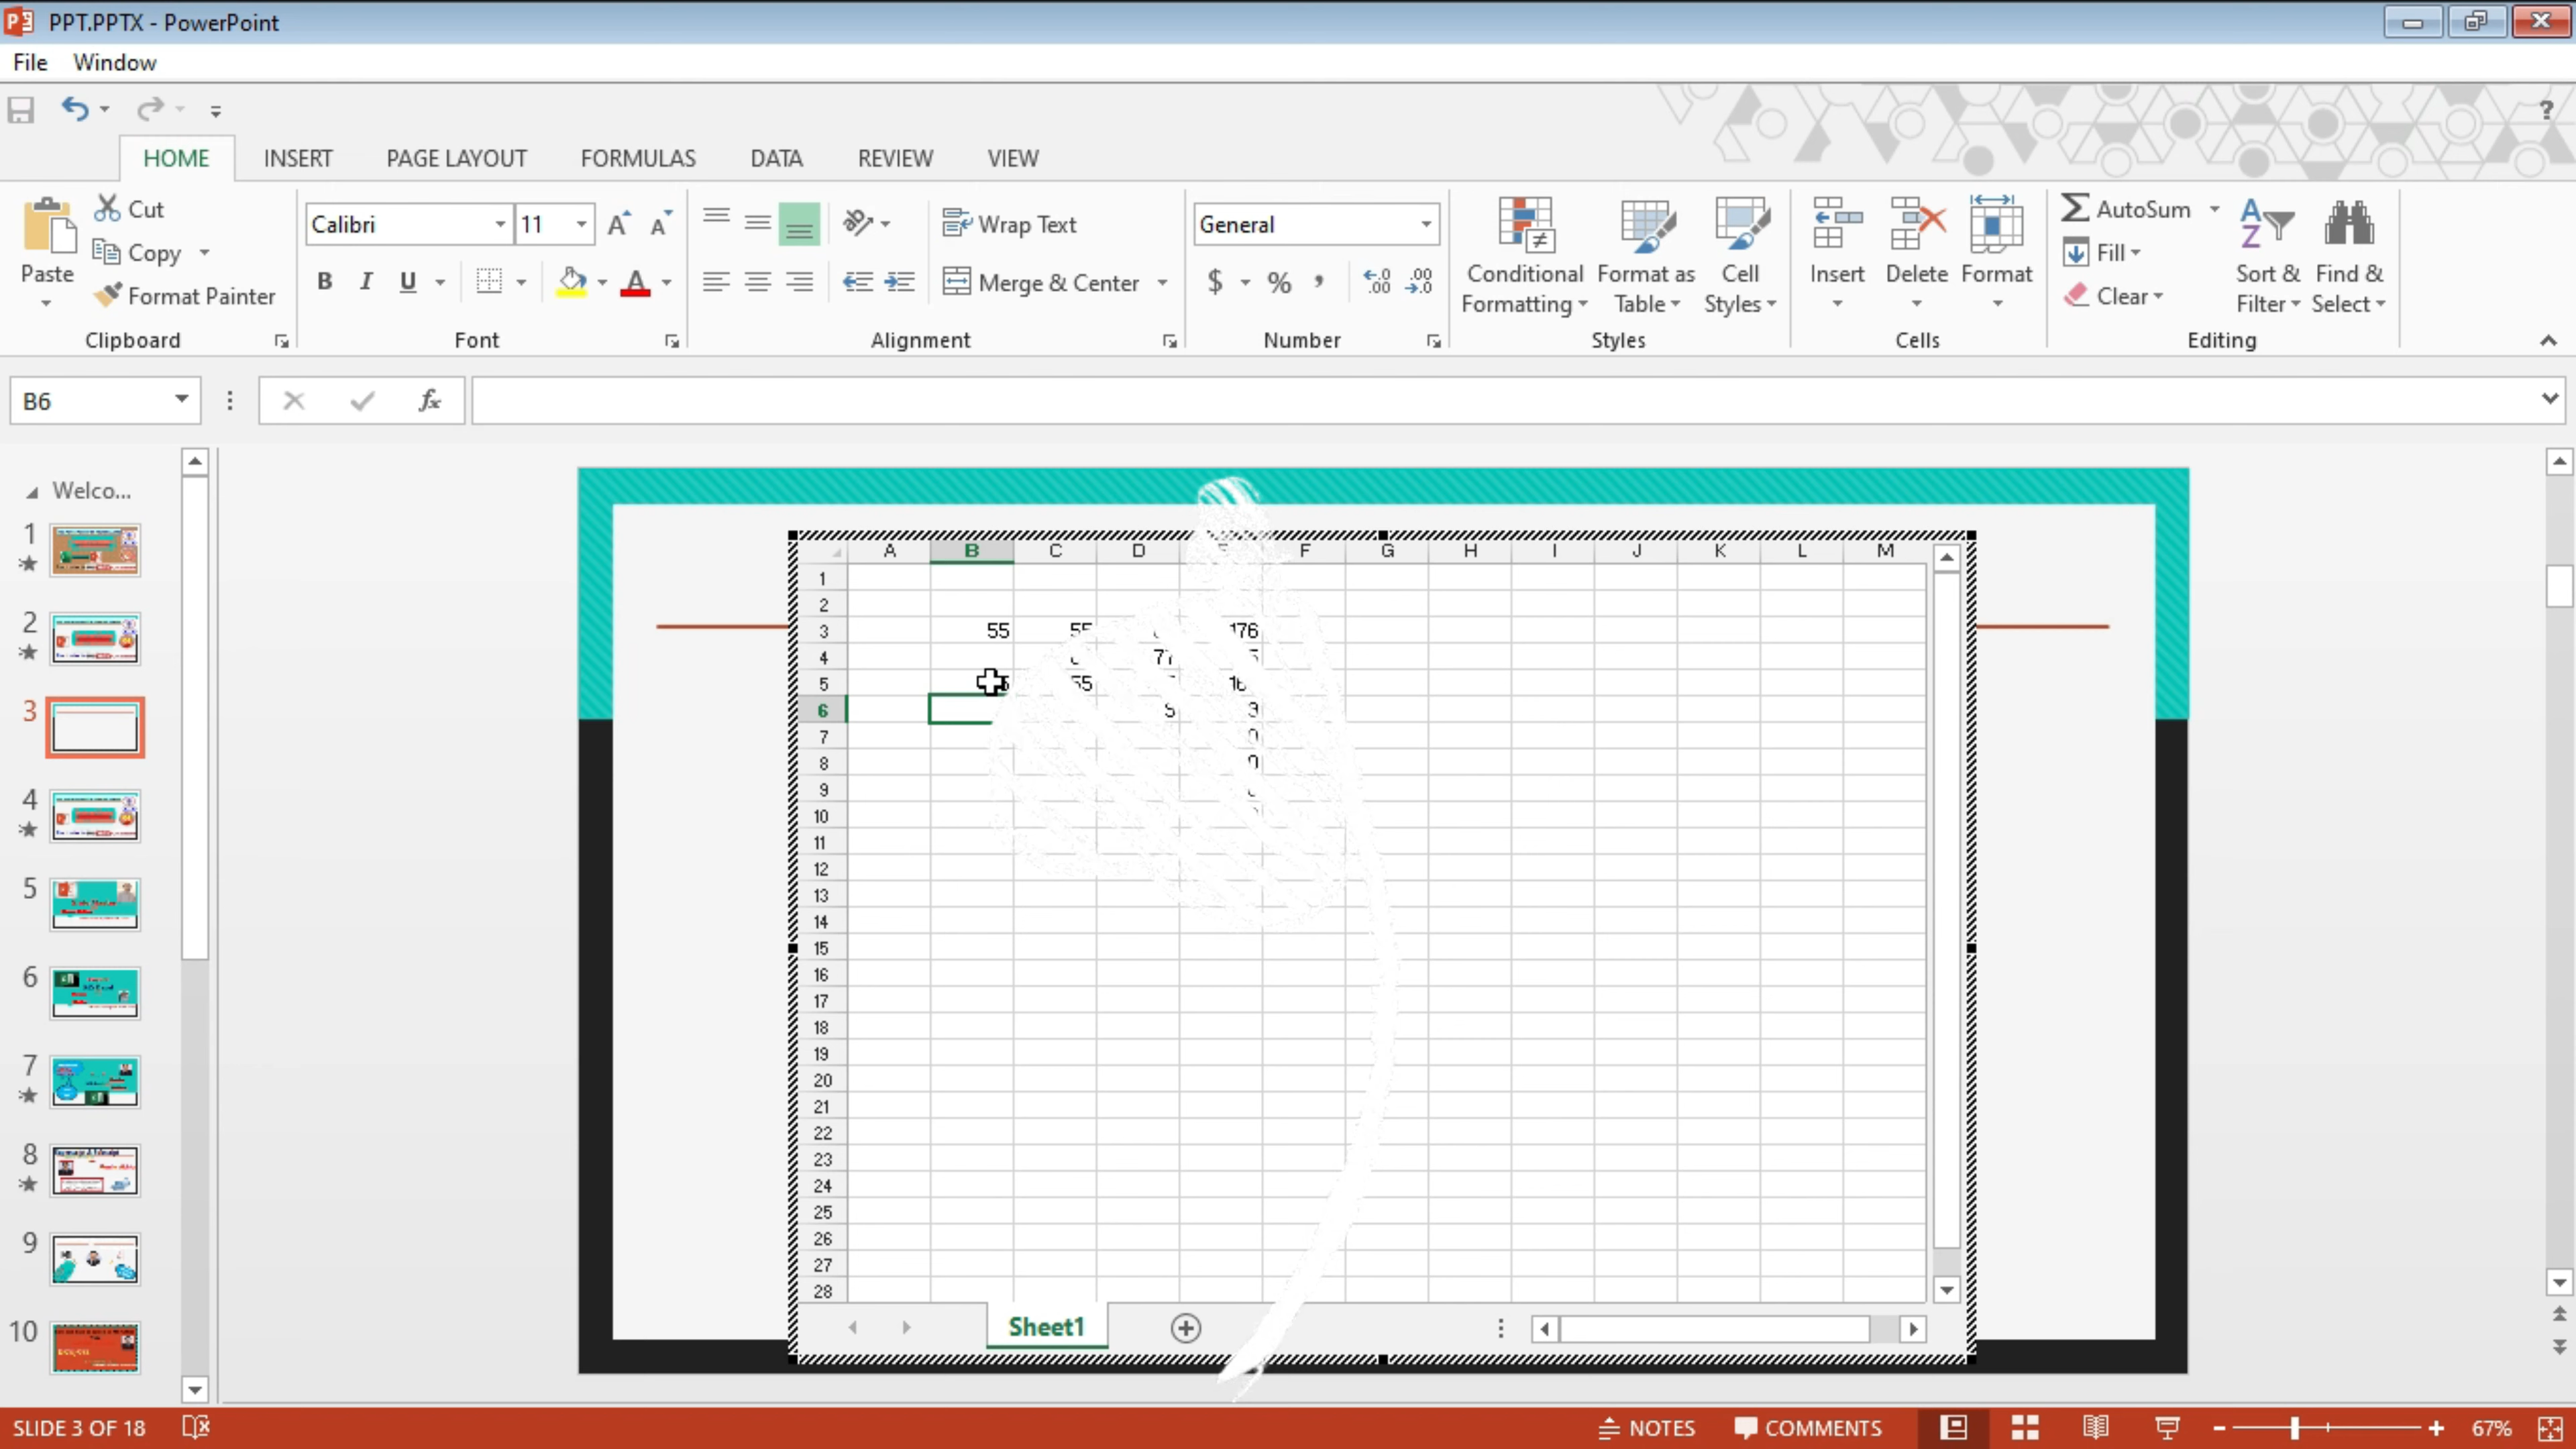 PPT.PPTX - PowerPoint
File Window
HOME INSERT PAGE LAYOUT FORMULAS DATA REVIEW VIEW
Paste
Cut
Copy
Format Painter
Clipboard
Calibri 11
B I U
Font
Wrap Text
Merge & Center
Alignment
General
$ % ,
Number
Conditional Formatting
Format as Table
Cell Styles
Styles
Insert Delete Format
Cells
AutoSum
Fill
Clear
Sort & Filter
Find & Select
Editing
B6
fx
Welco...
1
2
3
4
5
6
7
8
9
10
A B C D F G H I J K L M
1
2
3 55 55 176
4
5 55
6
7
8
9
10
11
12
13
14
15
16
17
18
19
20
21
22
23
24
25
26
27
28
Sheet1
SLIDE 3 OF 18 NOTES COMMENTS 67%